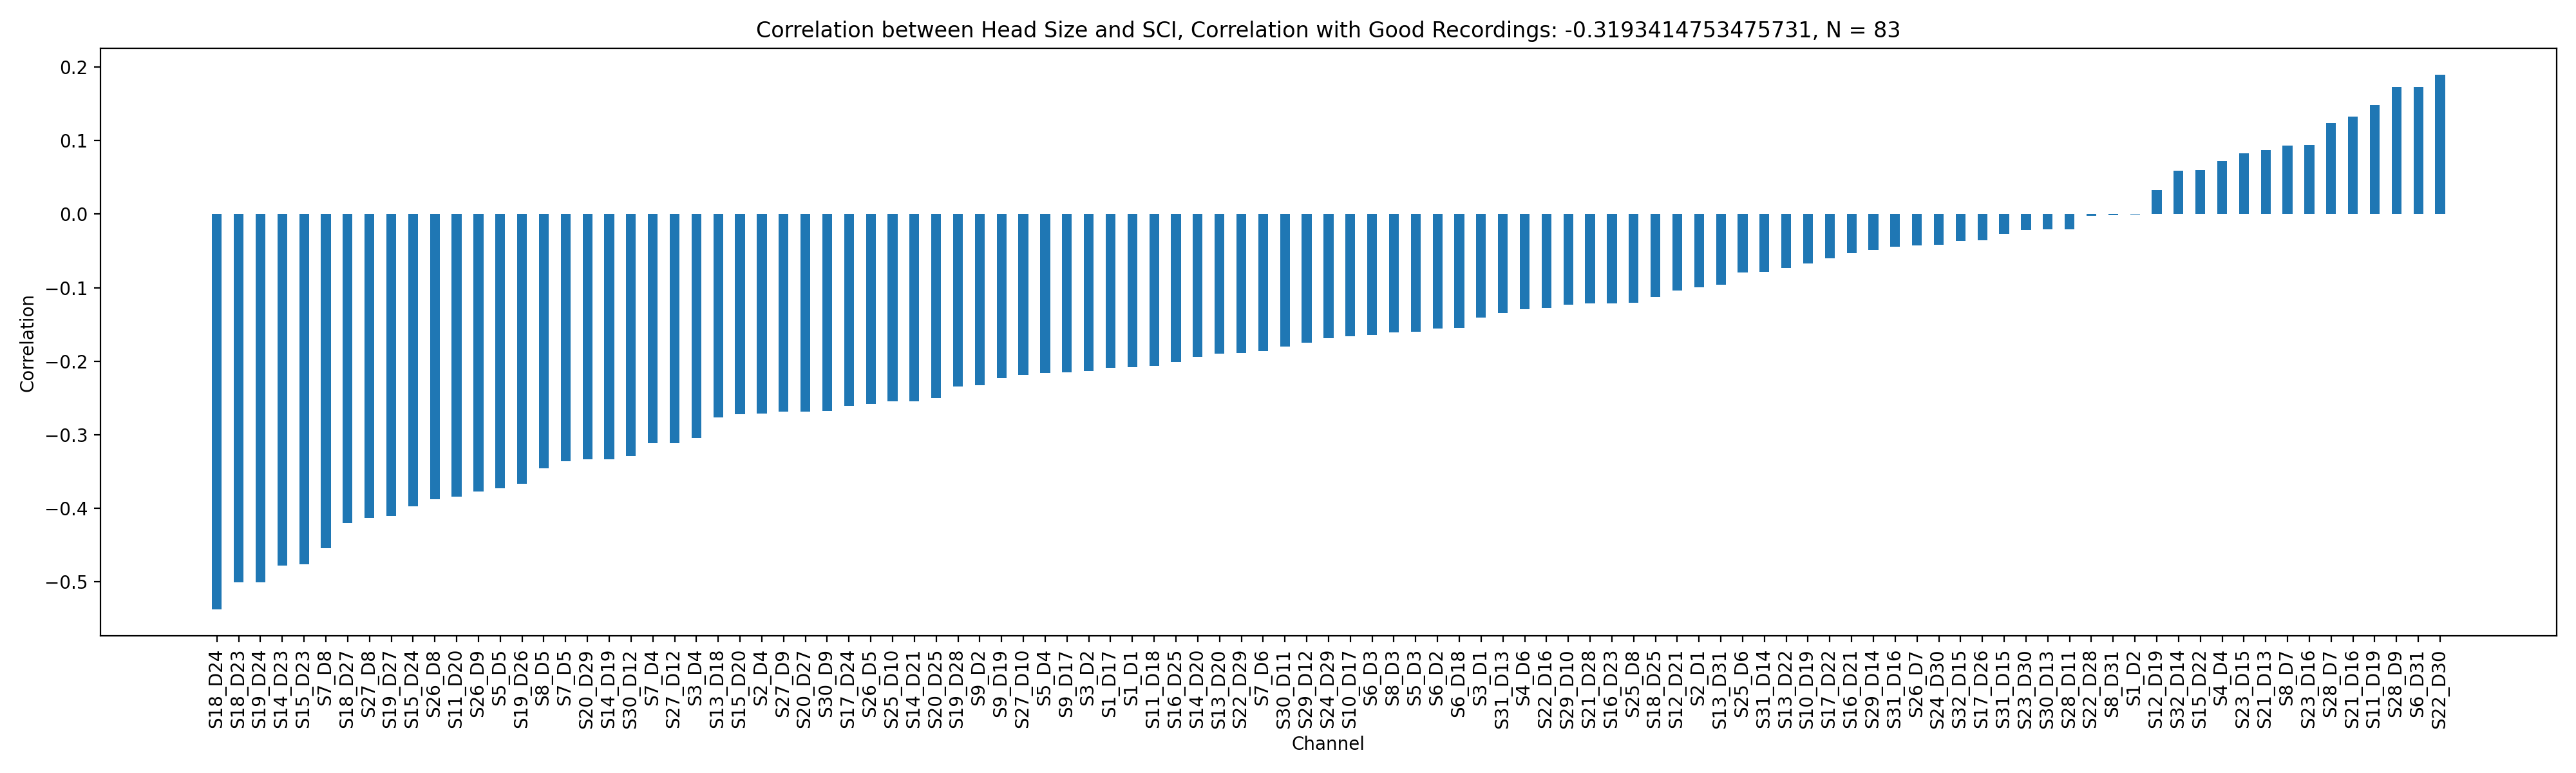 Correlation between Head Size and SCI, Correlation with Good Recordings: -0.3193414753475731, N = 83
0.2
0.1
0.0
−0.1
−0.2
−0.3
−0.4
−0.5
Correlation
S18_D24
S18_D23
S19_D24
S14_D23
S15_D23
S7_D8
S18_D27
S27_D8
S19_D27
S15_D24
S26_D8
S11_D20
S26_D9
S5_D5
S19_D26
S8_D5
S7_D5
S20_D29
S14_D19
S30_D12
S7_D4
S27_D12
S3_D4
S13_D18
S15_D20
S2_D4
S27_D9
S20_D27
S30_D9
S17_D24
S26_D5
S25_D10
S14_D21
S20_D25
S19_D28
S9_D2
S9_D19
S27_D10
S5_D4
S9_D17
S3_D2
S1_D17
S1_D1
S11_D18
S16_D25
S14_D20
S13_D20
S22_D29
S7_D6
S30_D11
S29_D12
S24_D29
S10_D17
S6_D3
S8_D3
S5_D3
S6_D2
S6_D18
S3_D1
S31_D13
S4_D6
S22_D16
S29_D10
S21_D28
S16_D23
S25_D8
S18_D25
S12_D21
S2_D1
S13_D31
S25_D6
S31_D14
S13_D22
S10_D19
S17_D22
S16_D21
S29_D14
S31_D16
S26_D7
S24_D30
S32_D15
S17_D26
S31_D15
S23_D30
S30_D13
S28_D11
S22_D28
S8_D31
S1_D2
S12_D19
S32_D14
S15_D22
S4_D4
S23_D15
S21_D13
S8_D7
S23_D16
S28_D7
S21_D16
S11_D19
S28_D9
S6_D31
S22_D30
Channel